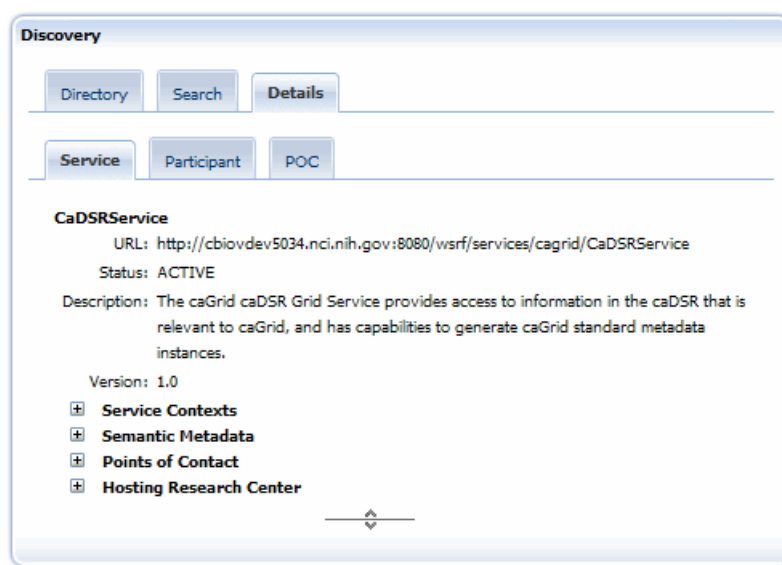 Discovery
Directory Search Details
Service Participant POC
CaDSRService
URL: http://cbiovdev5034.nci.nih.gov:8080/wsrf/services/cagrid/CaDSRService
Status: ACTIVE
Description: The caGrid caDSR Grid Service provides access to information in the caDSR that is
relevant to caGrid, and has capabilities to generate caGrid standard metadata
instances.
Version: 1.0
Service Contexts
Semantic Metadata
Points of Contact
Hosting Research Center